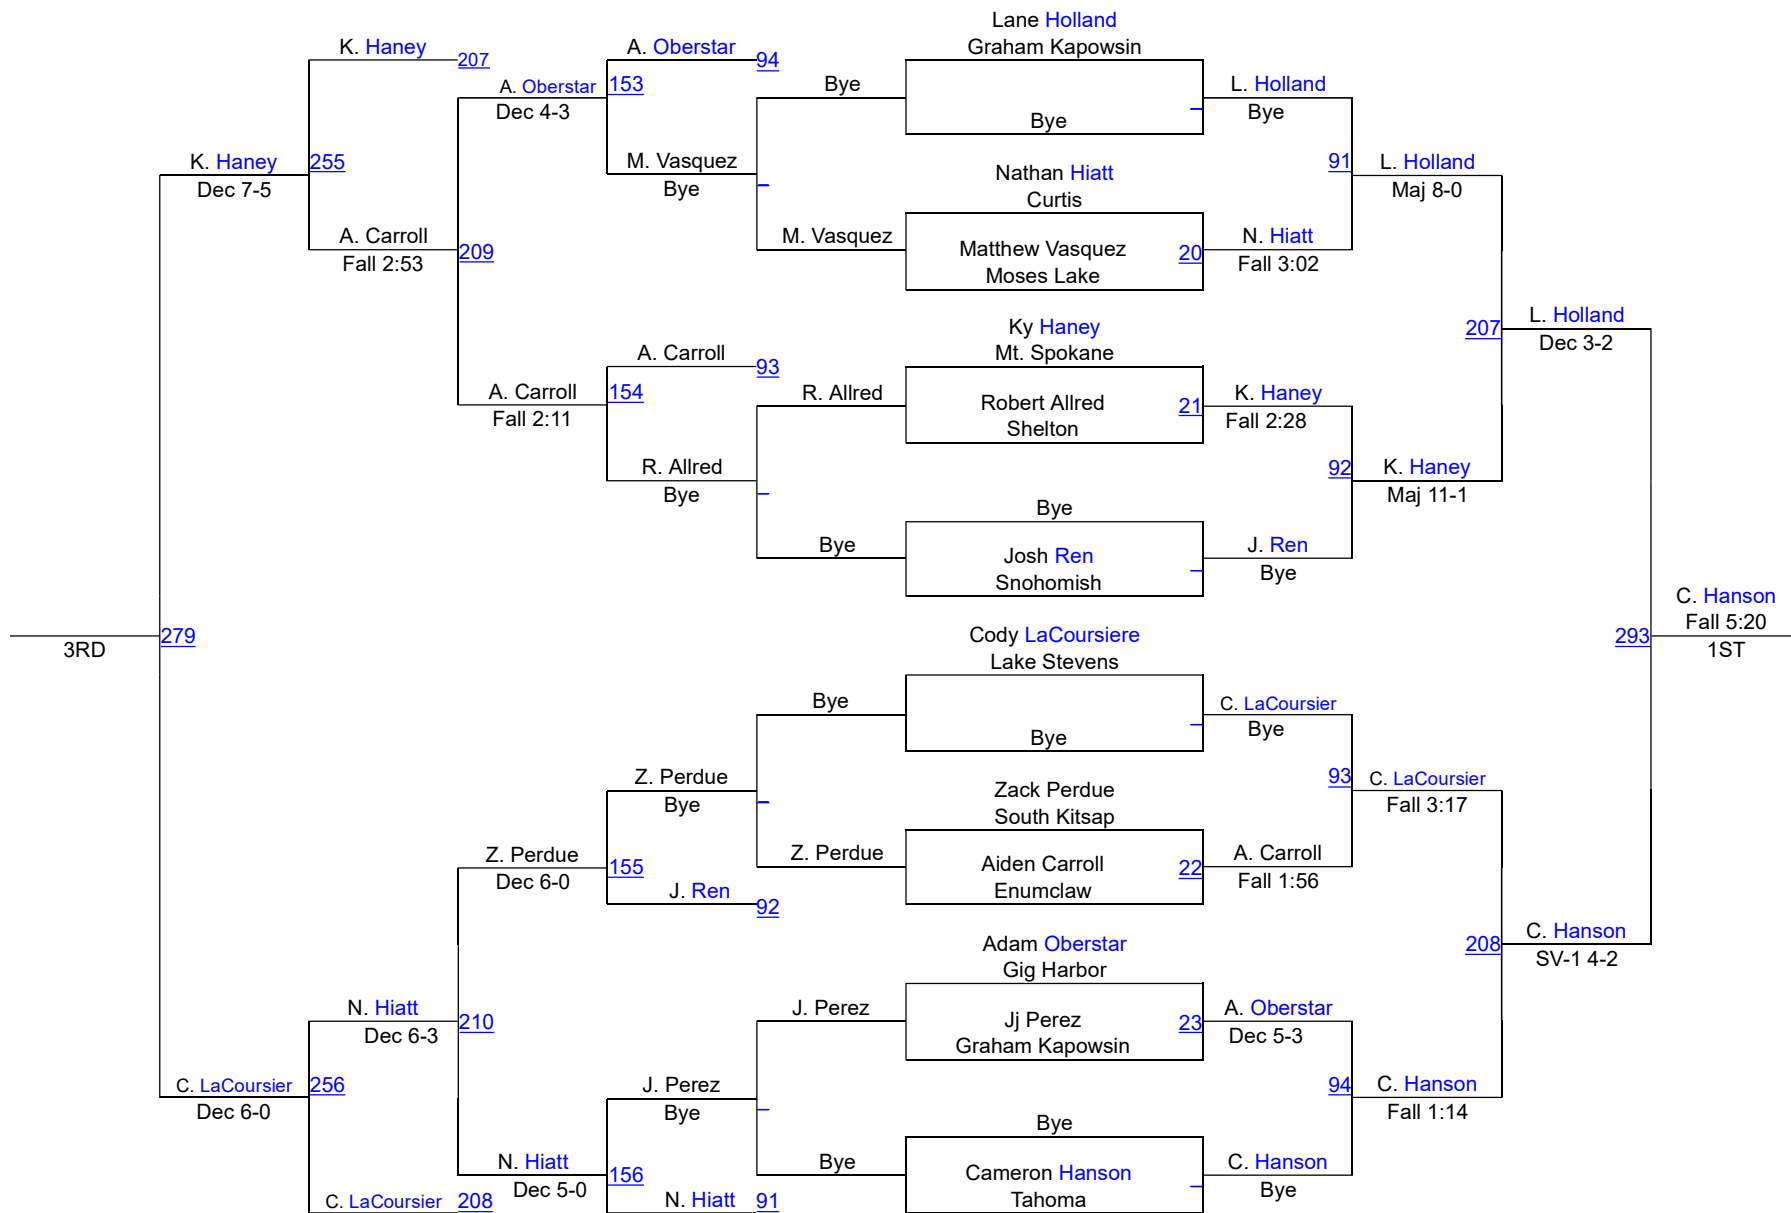 Lane Holland
K. Haney
A. Oberstar
Graham Kapowsin
207
94
A. Oberstar
153
Bye
L. Holland
Dec 4-3
Bye
Bye
K. Haney
255
M. Vasquez
91
L. Holland
Dec 7-5
Bye
Nathan Hiatt
Maj 8-0
Curtis
A. Carroll
M. Vasquez
N. Hiatt
Fall 2:53
209
Matthew Vasquez
20
Fall 3:02
Moses Lake
Ky Haney
207
L. Holland
A. Carroll
Mt. Spokane
Dec 3-2
93
A. Carroll
154
R. Allred
Robert Allred
21
K. Haney
Fall 2:11
Shelton
Fall 2:28
R. Allred
92
K. Haney
Bye
Maj 11-1
Bye
Bye
Josh Ren
J. Ren
Snohomish
Bye
C. Hanson
Fall 5:20
279
Cody LaCoursiere
293
3RD
Lake Stevens
1ST
Bye
C. LaCoursier
Bye
Bye
Z. Perdue
93
C. LaCoursier
Bye
Zack Perdue
Fall 3:17
South Kitsap
Z. Perdue
155
Z. Perdue
Aiden Carroll
22
A. Carroll
Dec 6-0
Enumclaw
Fall 1:56
J. Ren
92
Adam Oberstar
208
C. Hanson
Gig Harbor
SV-1 4-2
N. Hiatt
210
J. Perez
Jj Perez
23
A. Oberstar
Dec 6-3
Graham Kapowsin
Dec 5-3
C. LaCoursier
256
J. Perez
94
C. Hanson
Dec 6-0
Bye
Bye
Fall 1:14
N. Hiatt
156
Bye
Cameron Hanson
C. Hanson
Dec 5-0
Tahoma
Bye
C. LaCoursier
208
N. Hiatt
91